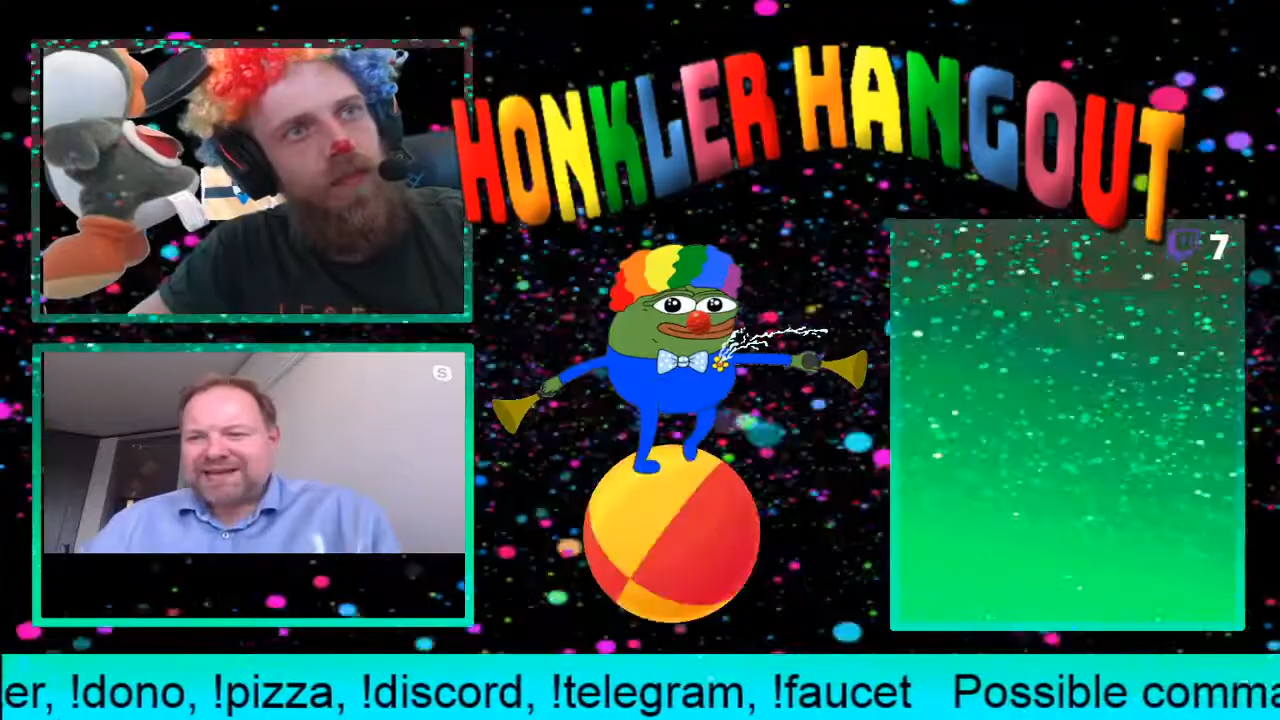 HONKLER HANGOUT
7
S
er, !dono, !pizza, !discord, !telegram, !faucet Possible comma